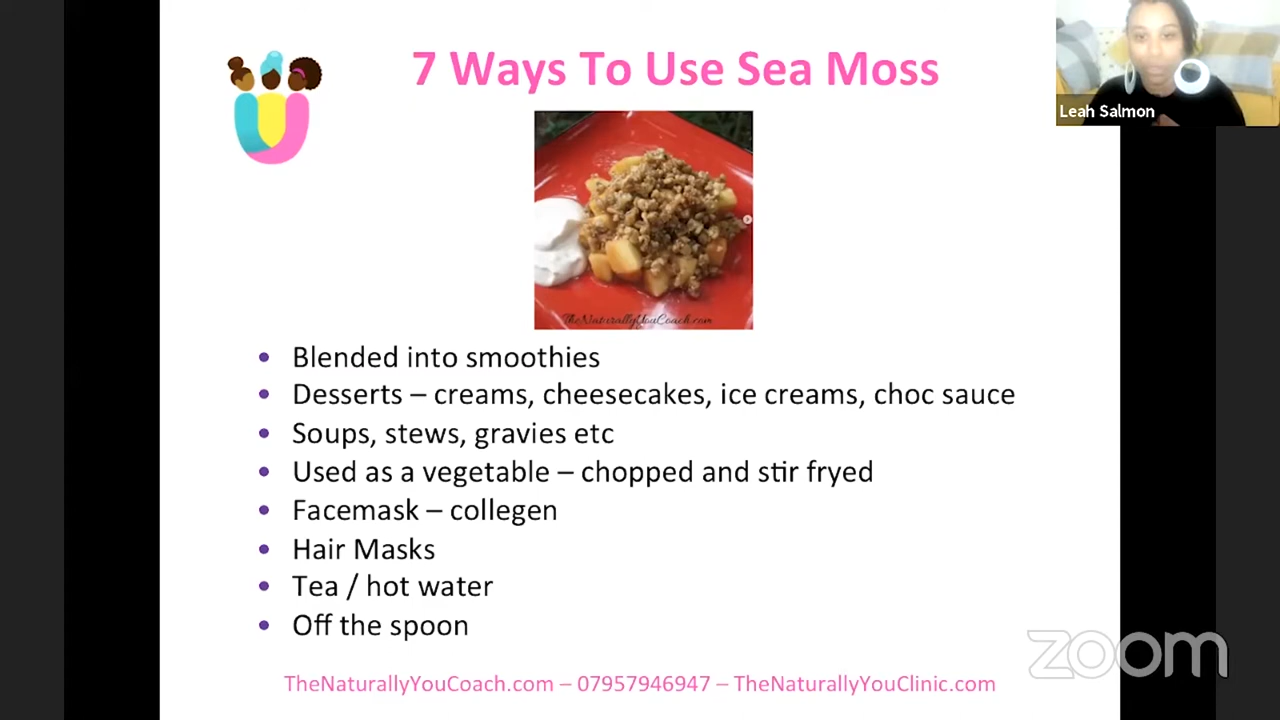 7 Ways To Use Sea Moss
Leah Salmon
TheNaturallyYouCoach.com
• Blended into smoothies
• Desserts – creams, cheesecakes, ice creams, choc sauce
• Soups, stews, gravies etc
• Used as a vegetable – chopped and stir fryed
• Facemask – collegen
• Hair Masks
• Tea / hot water
• Off the spoon
zoom
TheNaturallyYouCoach.com – 07957946947 – TheNaturallyYouClinic.com